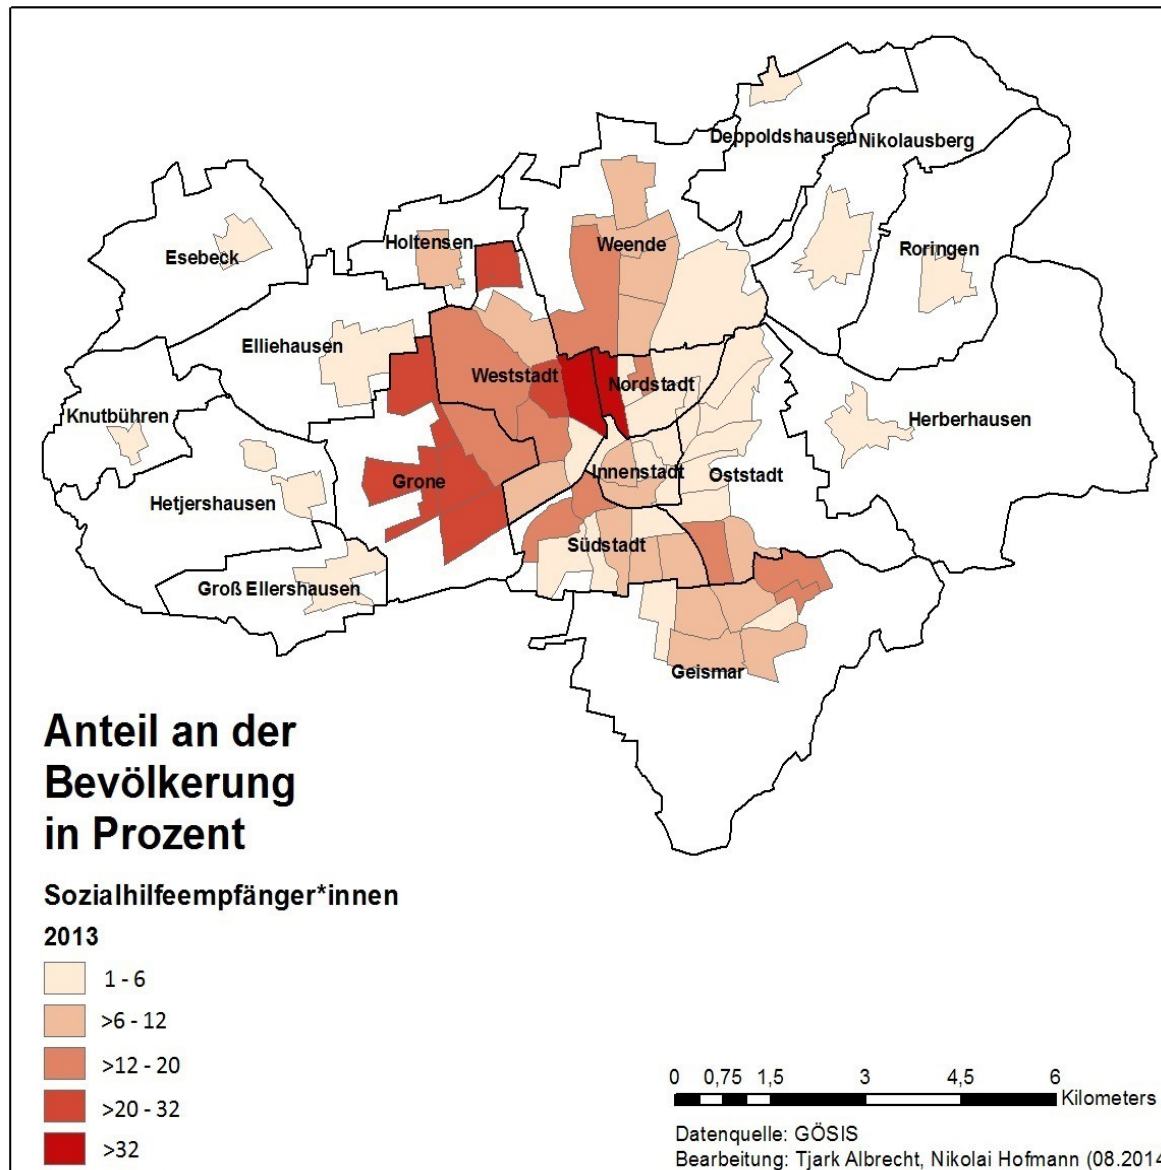 Deppoldshausen
Nikolausberg
Esebeck
Holtensen
Weende
Roringen
Elliehausen
Weststadt
Nordstadt
Knutbühren
Herberhausen
Grone
Innenstadt
Oststadt
Hetjershausen
Südstadt
Groß Ellershausen
Geismar
Anteil an der
Bevölkerung
in Prozent
Sozialhilfeempfänger*innen
2013
1 - 6
>6 - 12
>12 - 20
>20 - 32
>32
0 0,75 1,5 3 4,5 6
Kilometers
Datenquelle: GÖSIS
Bearbeitung: Tjark Albrecht, Nikolai Hofmann (08.2014